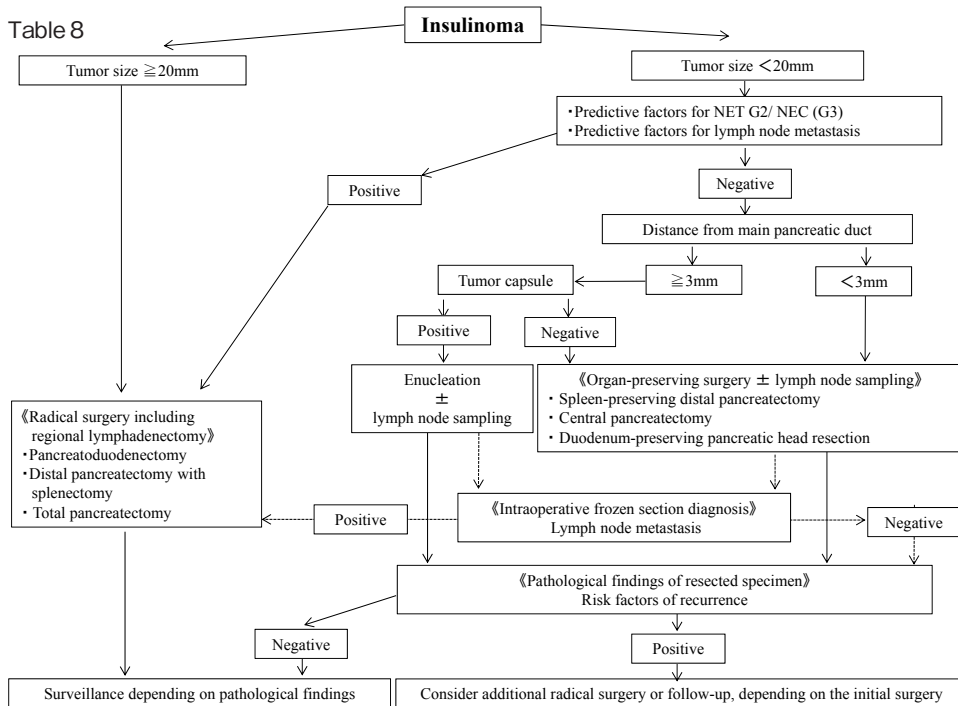 Table 8
Insulinoma
Tumor size ≧20mm
Tumor size <20mm
・Predictive factors for NET G2/ NEC (G3)
・Predictive factors for lymph node metastasis
Positive
Negative
Distance from main pancreatic duct
Tumor capsule
≧3mm
<3mm
Positive
Negative
Enucleation
±
lymph node sampling
《Organ-preserving surgery ± lymph node sampling》
・Spleen-preserving distal pancreatectomy
・Central pancreatectomy
・Duodenum-preserving pancreatic head resection
《Radical surgery including
regional lymphadenectomy》
・Pancreatoduodenectomy
・Distal pancreatectomy with
splenectomy
・Total pancreatectomy
Positive
《Intraoperative frozen section diagnosis》
Lymph node metastasis
Negative
《Pathological findings of resected specimen》
Risk factors of recurrence
Negative
Positive
Surveillance depending on pathological findings
Consider additional radical surgery or follow-up, depending on the initial surgery